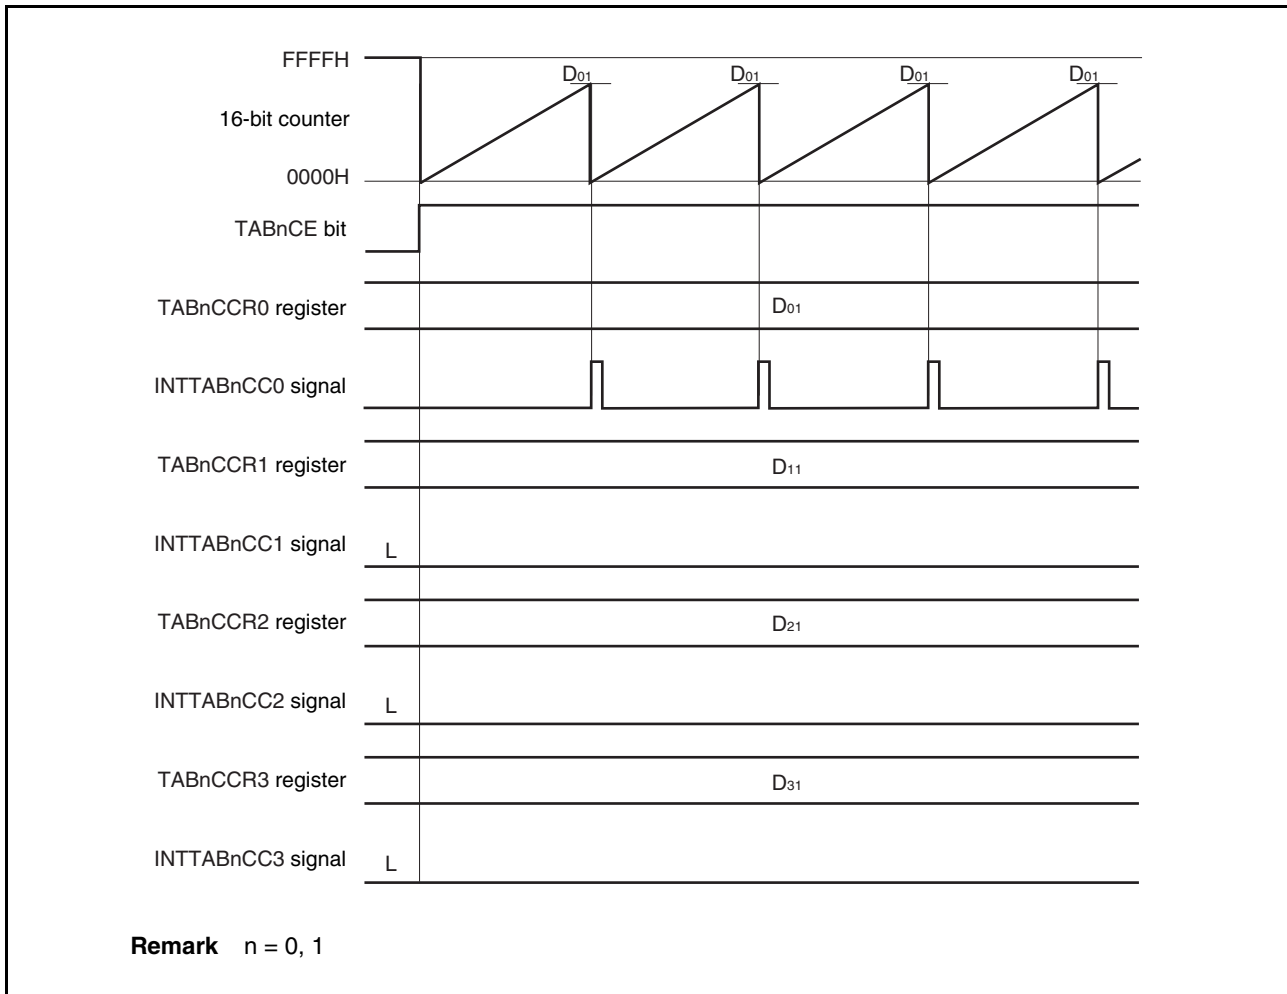 FFFFH
D01 D01 D01 D01
16-bit counter
0000H
TABnCE bit
TABnCCR0 register D01
INTTABnCC0 signal
TABnCCR1 register D11
INTTABnCC1 signal L
TABnCCR2 register D21
INTTABnCC2 signal L
TABnCCR3 register D31
INTTABnCC3 signal L
Remark n = 0, 1